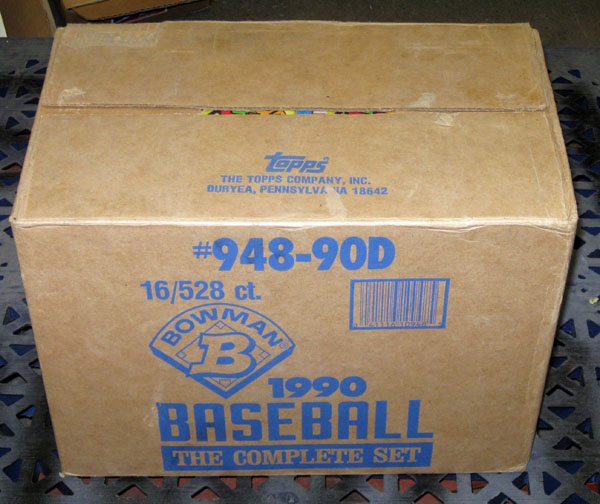 topps
THE TOPPS COMPANY, INC.
DURYEA, PENNSYLVANIA 18642
#948-90D
16/528 ct.
BOWMAN
B
1990
BASEBALL
THE COMPLETE SET